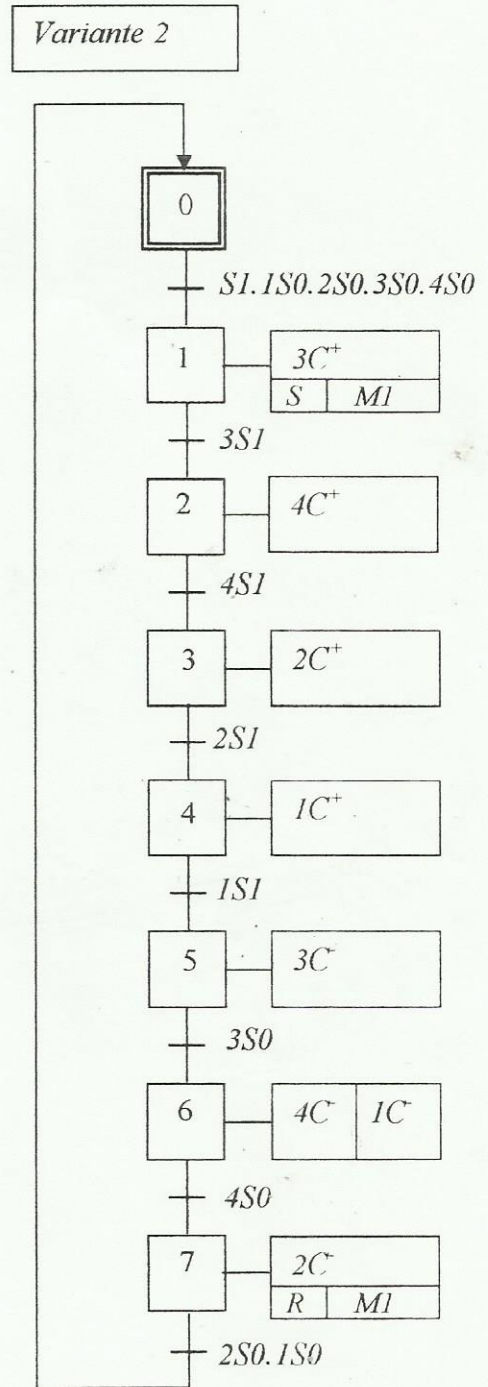 Variante 2
0
S1.1S0.2S0.3S0.4S0
1 3C⁺
S M1
3S1
2 4C⁺
4S1
3 2C⁺
2S1
4 1C⁺
1S1
5 3C⁻
3S0
6 4C⁻ 1C⁻
4S0
7 2C⁻
R M1
2S0.1S0